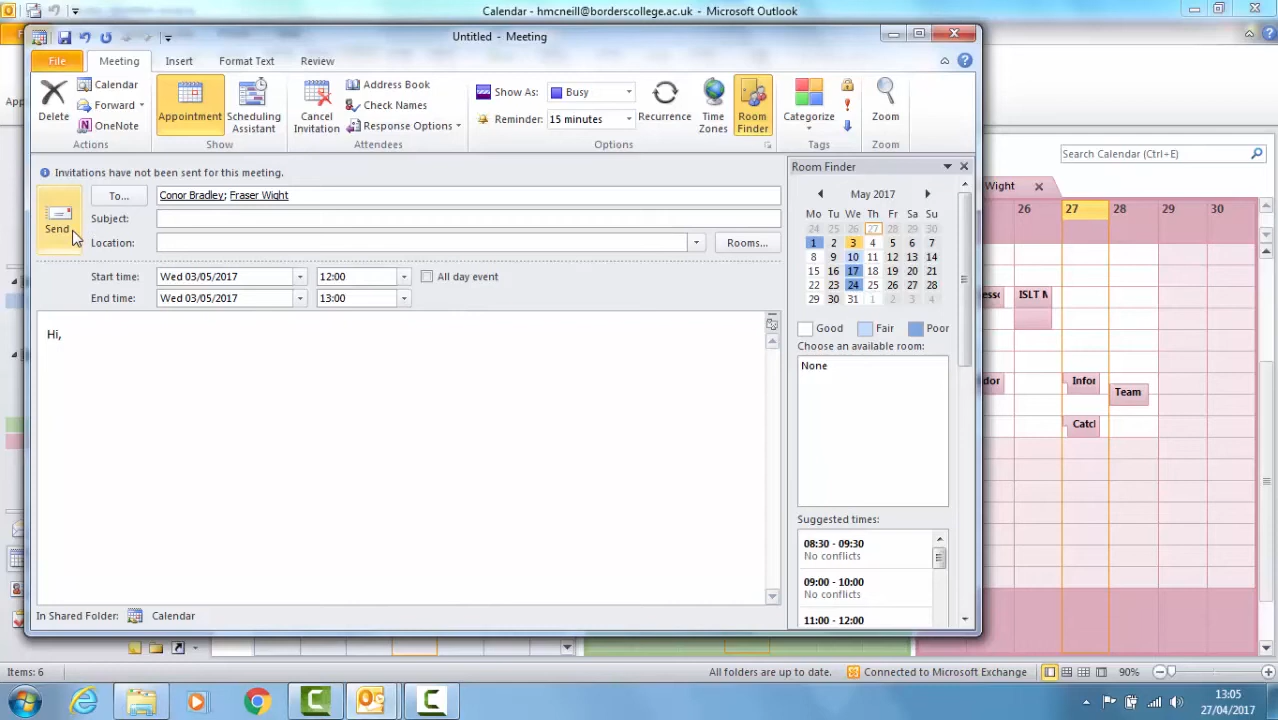 Calendar - hmcneill@borderscollege.ac.uk - Microsoft Outlook
Untitled - Meeting
File Meeting Insert Format Text Review
Delete
Calendar
Forward
OneNote
Actions
Appointment
Scheduling Assistant
Show
Cancel Invitation
Address Book
Check Names
Response Options
Attendees
Show As: Busy
Reminder: 15 minutes
Recurrence
Time Zones
Room Finder
Options
Categorize
Tags
Zoom
Zoom
Invitations have not been sent for this meeting.
Send
To... Conor Bradley; Fraser Wight
Subject:
Location: Rooms...
Start time: Wed 03/05/2017 12:00 All day event
End time: Wed 03/05/2017 13:00
Hi,
In Shared Folder: Calendar
Room Finder
May 2017
Mo Tu We Th Fr Sa Su
24 25 26 27 28 29 30
1 2 3 4 5 6 7
8 9 10 11 12 13 14
15 16 17 18 19 20 21
22 23 24 25 26 27 28
29 30 31 1 2 3 4
Good Fair Poor
Choose an available room:
None
Suggested times:
08:30 - 09:30
No conflicts
09:00 - 10:00
No conflicts
11:00 - 12:00
Search Calendar (Ctrl+E)
Wight
26 27 28 29 30
ISLT M
Infor
Team
Catcl
Items: 6 All folders are up to date. Connected to Microsoft Exchange 90%
13:05
27/04/2017